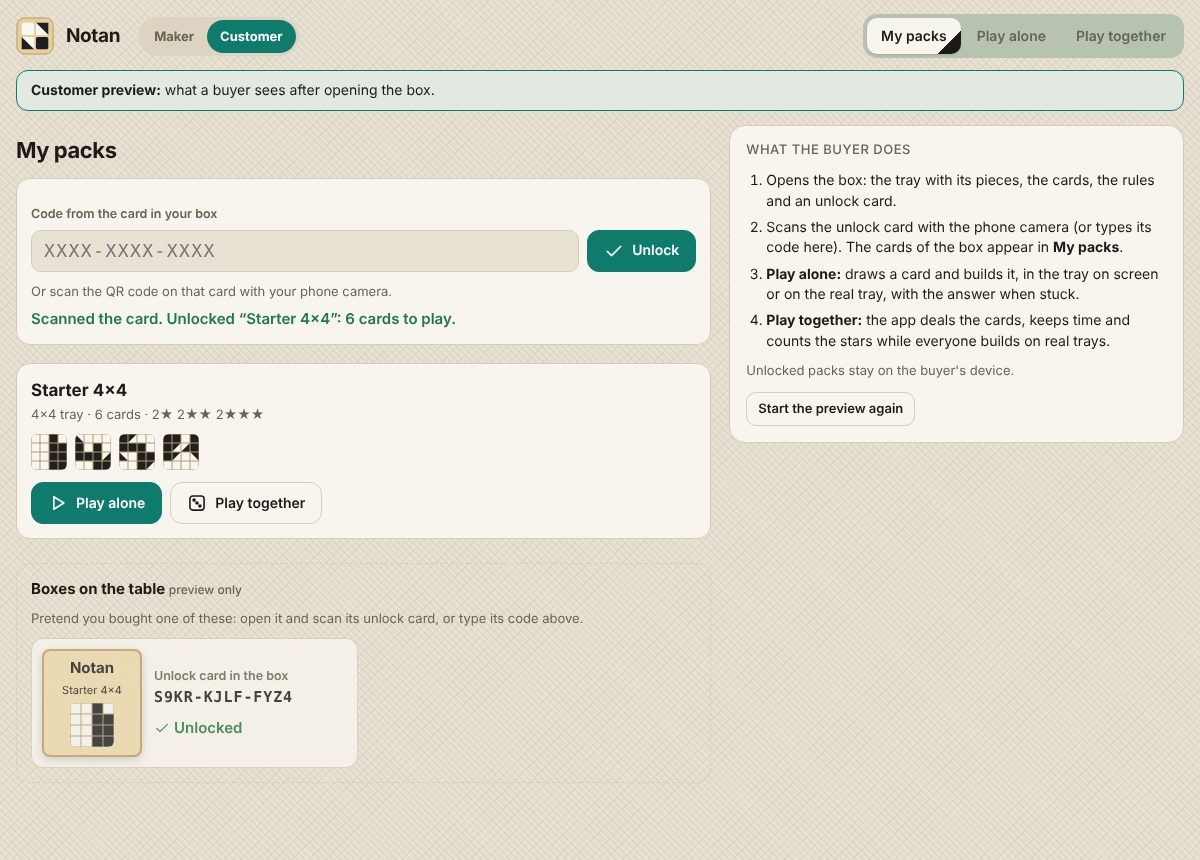 Notan
Maker
Customer
My packs
Play alone
Play together
Customer preview: what a buyer sees after opening the box.
My packs
Code from the card in your box
XXXX-XXXX-XXXX
Unlock
Or scan the QR code on that card with your phone camera.
Scanned the card. Unlocked “Starter 4×4”: 6 cards to play.
Starter 4×4
4×4 tray · 6 cards · 2★ 2★★ 2★★★
Play alone
Play together
Boxes on the table preview only
Pretend you bought one of these: open it and scan its unlock card, or type its code above.
Notan
Starter 4×4
Unlock card in the box
S9KR-KJLF-FYZ4
Unlocked
WHAT THE BUYER DOES
1. Opens the box: the tray with its pieces, the cards, the rules
and an unlock card.
2. Scans the unlock card with the phone camera (or types its
code here). The cards of the box appear in My packs.
3. Play alone: draws a card and builds it, in the tray on screen
or on the real tray, with the answer when stuck.
4. Play together: the app deals the cards, keeps time and
counts the stars while everyone builds on real trays.
Unlocked packs stay on the buyer's device.
Start the preview again